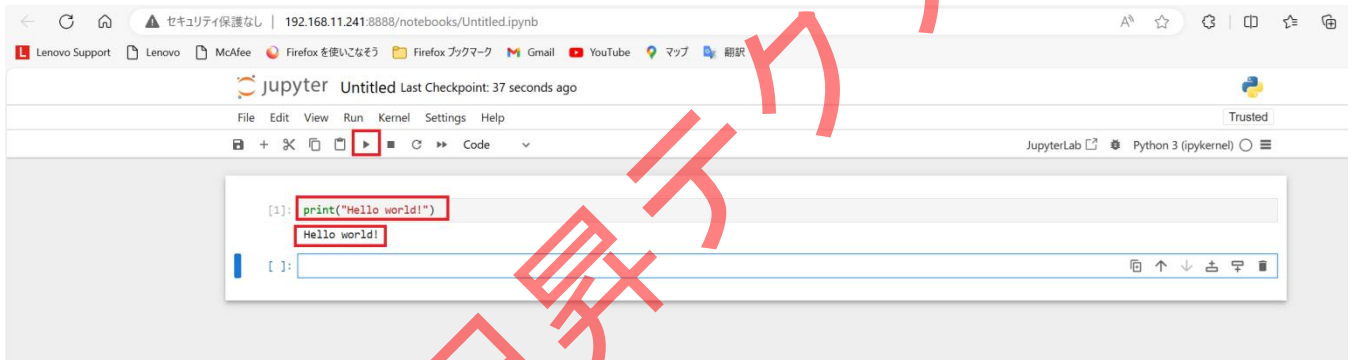 セキュリティ保護なし | 192.168.11.241:8888/notebooks/Untitled.ipynb
Lenovo Support Lenovo McAfee Firefox を使いこなそう Firefox ブックマーク Gmail YouTube マップ 翻訳
jupyter Untitled Last Checkpoint: 37 seconds ago
File Edit View Run Kernel Settings Help Trusted
Code JupyterLab Python 3 (ipykernel)
[1]: print("Hello world!")
Hello world!
[ ]:
昇テク